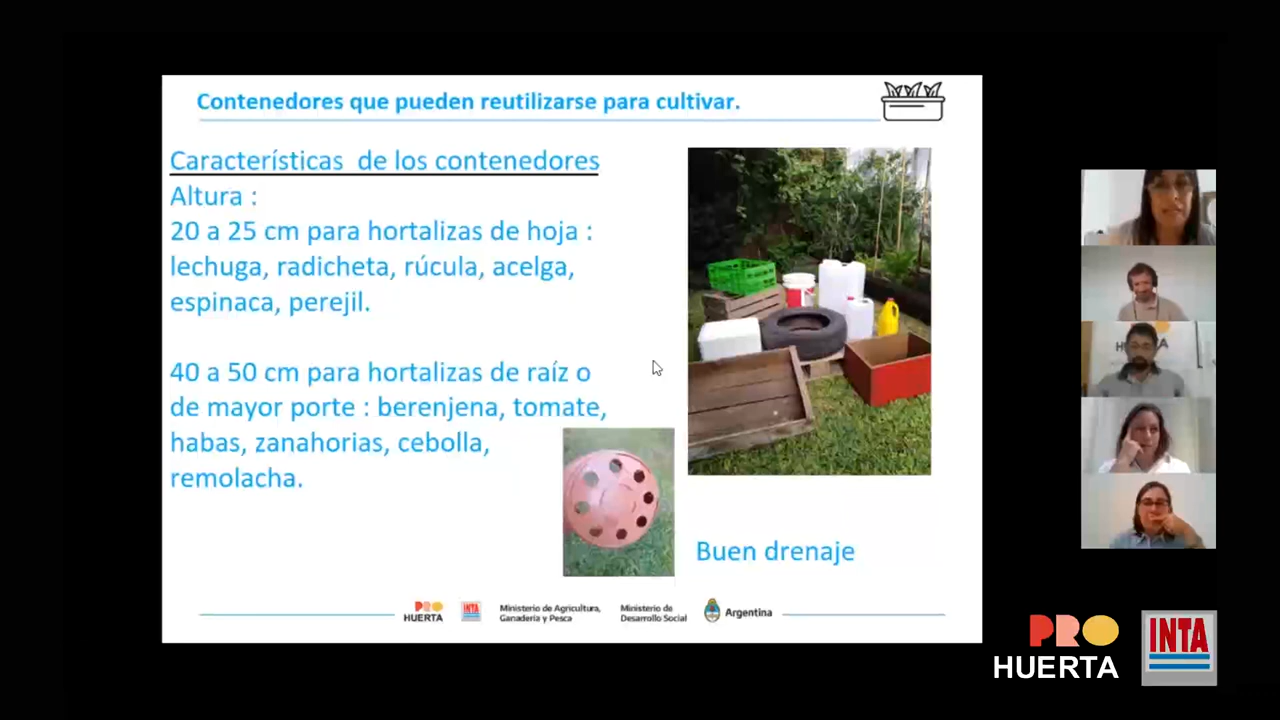 Contenedores que pueden reutilizarse para cultivar.
Características de los contenedores
Altura :
20 a 25 cm para hortalizas de hoja :
lechuga, radicheta, rúcula, acelga,
espinaca, perejil.
40 a 50 cm para hortalizas de raíz o
de mayor porte : berenjena, tomate,
habas, zanahorias, cebolla,
remolacha.
Buen drenaje
PRO
HUERTA
INTA
Ministerio de Agricultura,
Ganadería y Pesca
Ministerio de
Desarrollo Social
Argentina
PRO
HUERTA
INTA